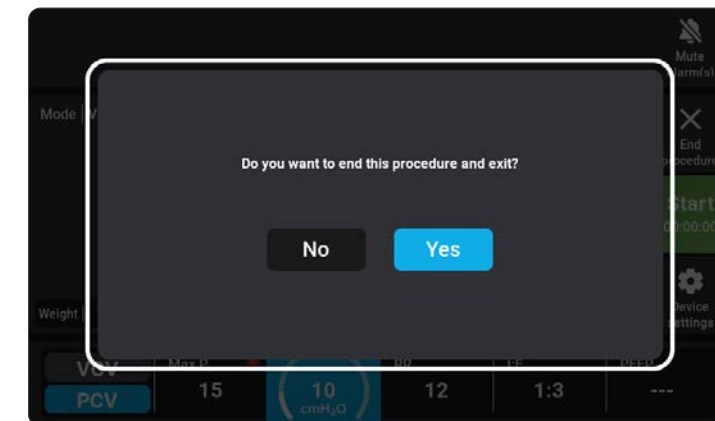 Mute
Mode
End
procedure
Do you want to end this procedure and exit?
Start
00:00:00
No
Yes
Device
settings
Weight
VCV
Max P
RR
I:E
PEEP
PCV
15
10
12
1:3
---
cmH₂O